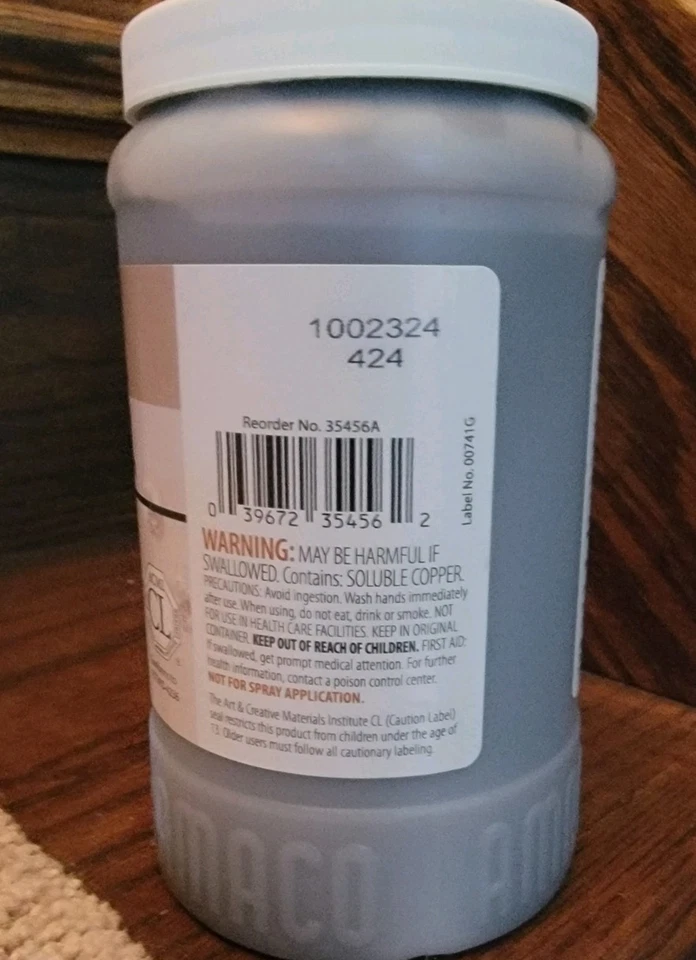 1002324
424
Reorder No. 35456A
0 39672 35456 2
Label No. 00741G
WARNING: MAY BE HARMFUL IF
SWALLOWED. Contains: SOLUBLE COPPER.
PRECAUTIONS: Avoid ingestion. Wash hands immediately
after use. When using, do not eat, drink or smoke. NOT
FOR USE IN HEALTH CARE FACILITIES. KEEP IN ORIGINAL
CONTAINER. KEEP OUT OF REACH OF CHILDREN. FIRST AID:
If swallowed, get prompt medical attention. For further
health information, contact a poison control center.
NOT FOR SPRAY APPLICATION.
The Art & Creative Materials Institute CL (Caution Label)
seal restricts this product from children under the age of
13. Older users must follow all cautionary labeling.
CL
AMACO
AM